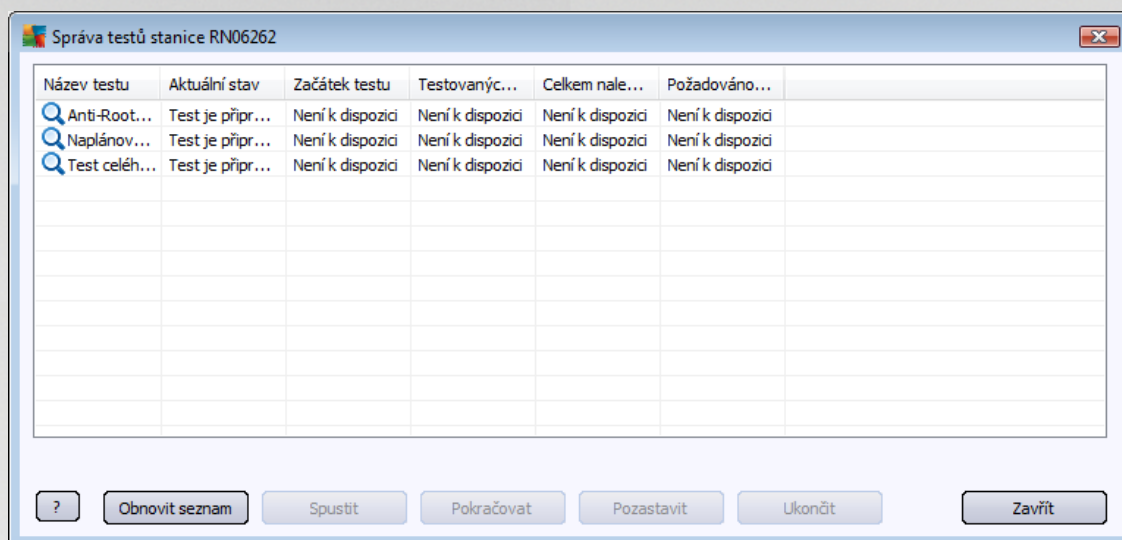 Správa testů stanice RN06262
Název testu Aktuální stav Začátek testu Testovanýc... Celkem nale... Požadováno...
Anti-Root... Test je připr... Není k dispozici Není k dispozici Není k dispozici Není k dispozici
Naplánov... Test je připr... Není k dispozici Není k dispozici Není k dispozici Není k dispozici
Test celéh... Test je připr... Není k dispozici Není k dispozici Není k dispozici Není k dispozici
? Obnovit seznam Spustit Pokračovat Pozastavit Ukončit Zavřít